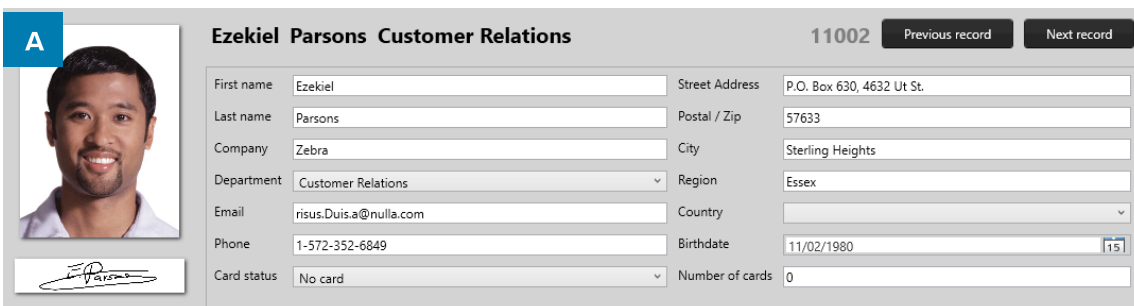 A
Ezekiel Parsons Customer Relations
11002
Previous record
Next record
First name Ezekiel
Street Address P.O. Box 630, 4632 Ut St.
Last name Parsons
Postal / Zip 57633
Company Zebra
City Sterling Heights
Department Customer Relations
Region Essex
Email risus.Duis.a@nulla.com
Country
Phone 1-572-352-6849
Birthdate 11/02/1980 15
Card status No card
Number of cards 0
E. Parsons